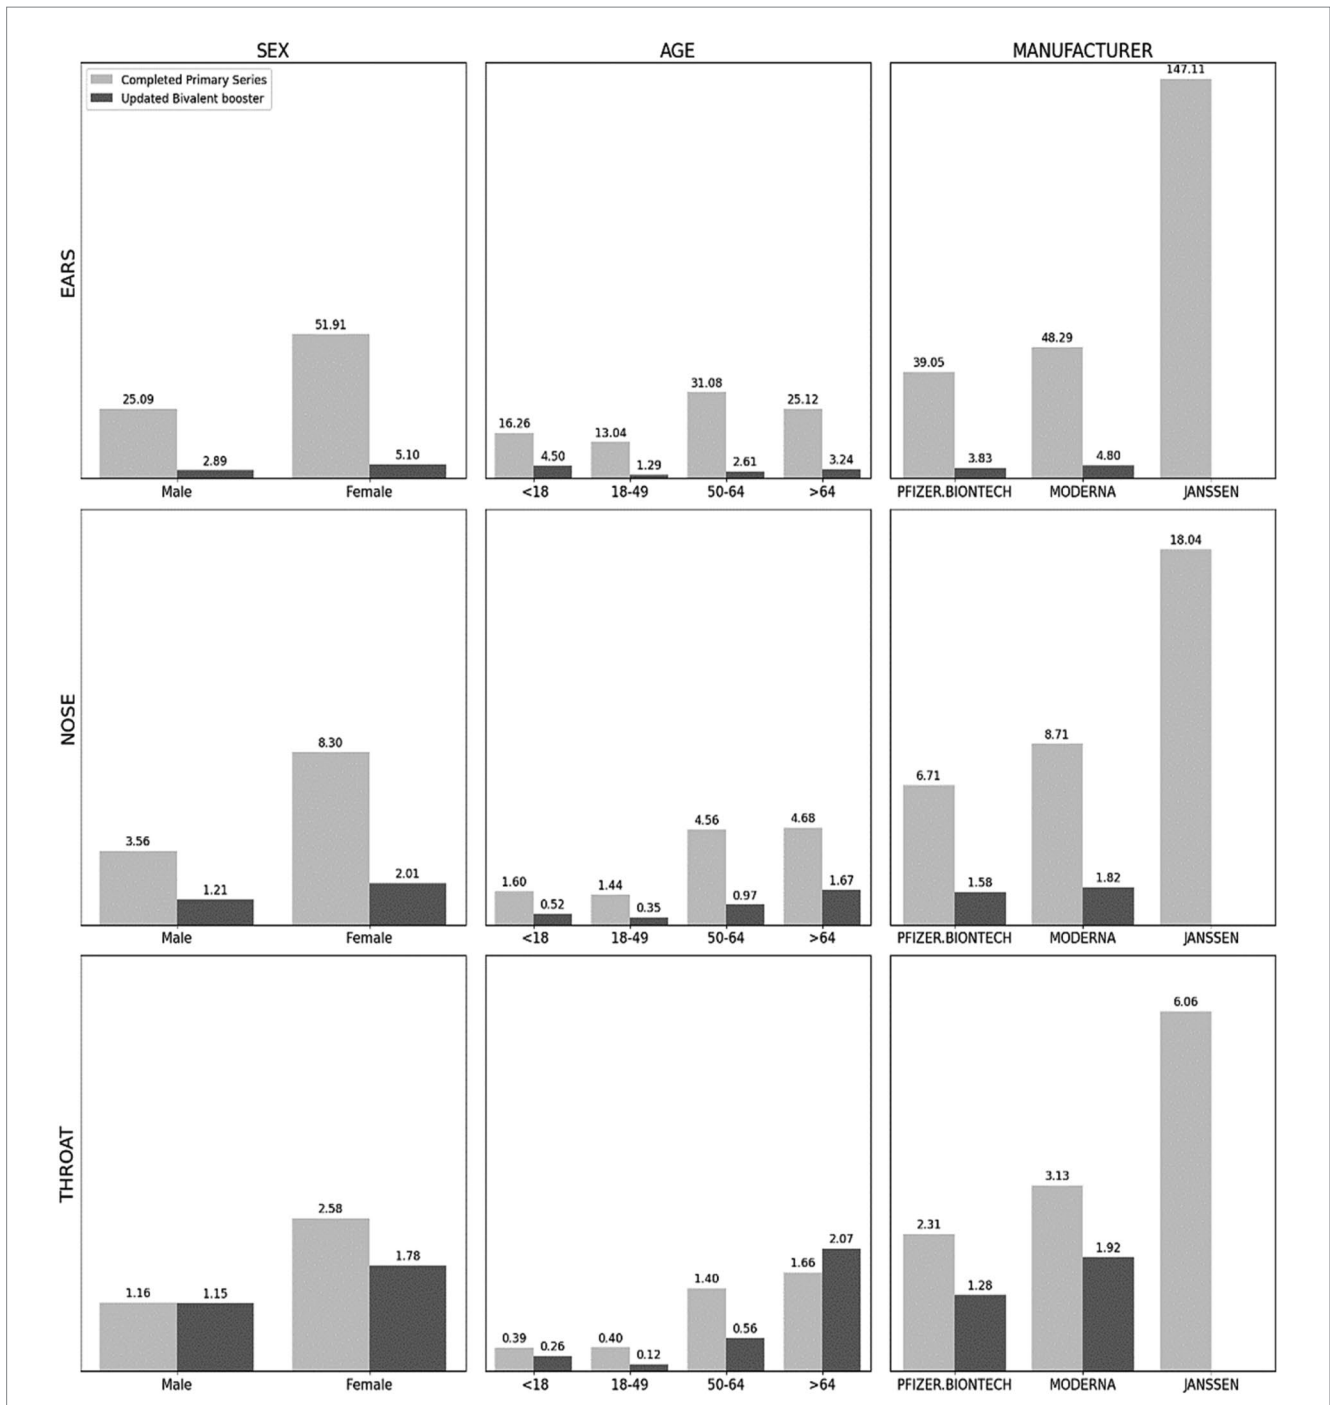 SEX
AGE
MANUFACTURER
Completed Primary Series
Updated Bivalent booster
EARS
25.09
2.89
51.91
5.10
Male
Female
16.26
4.50
13.04
1.29
31.08
2.61
25.12
3.24
<18
18-49
50-64
>64
39.05
3.83
48.29
4.80
147.11
PFIZER.BIONTECH
MODERNA
JANSSEN
NOSE
3.56
1.21
8.30
2.01
Male
Female
1.60
0.52
1.44
0.35
4.56
0.97
4.68
1.67
<18
18-49
50-64
>64
6.71
1.58
8.71
1.82
18.04
PFIZER.BIONTECH
MODERNA
JANSSEN
THROAT
1.16
1.15
2.58
1.78
Male
Female
0.39
0.26
0.40
0.12
1.40
0.56
1.66
2.07
<18
18-49
50-64
>64
2.31
1.28
3.13
1.92
6.06
PFIZER.BIONTECH
MODERNA
JANSSEN